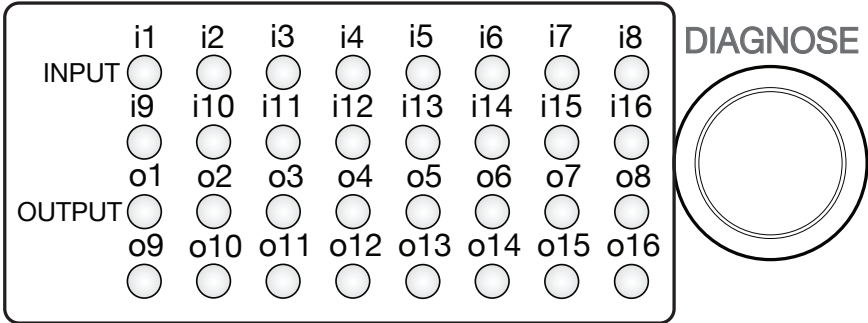 i1 i2 i3 i4 i5 i6 i7 i8
DIAGNOSE
INPUT
i9 i10 i11 i12 i13 i14 i15 i16
o1 o2 o3 o4 o5 o6 o7 o8
OUTPUT
o9 o10 o11 o12 o13 o14 o15 o16